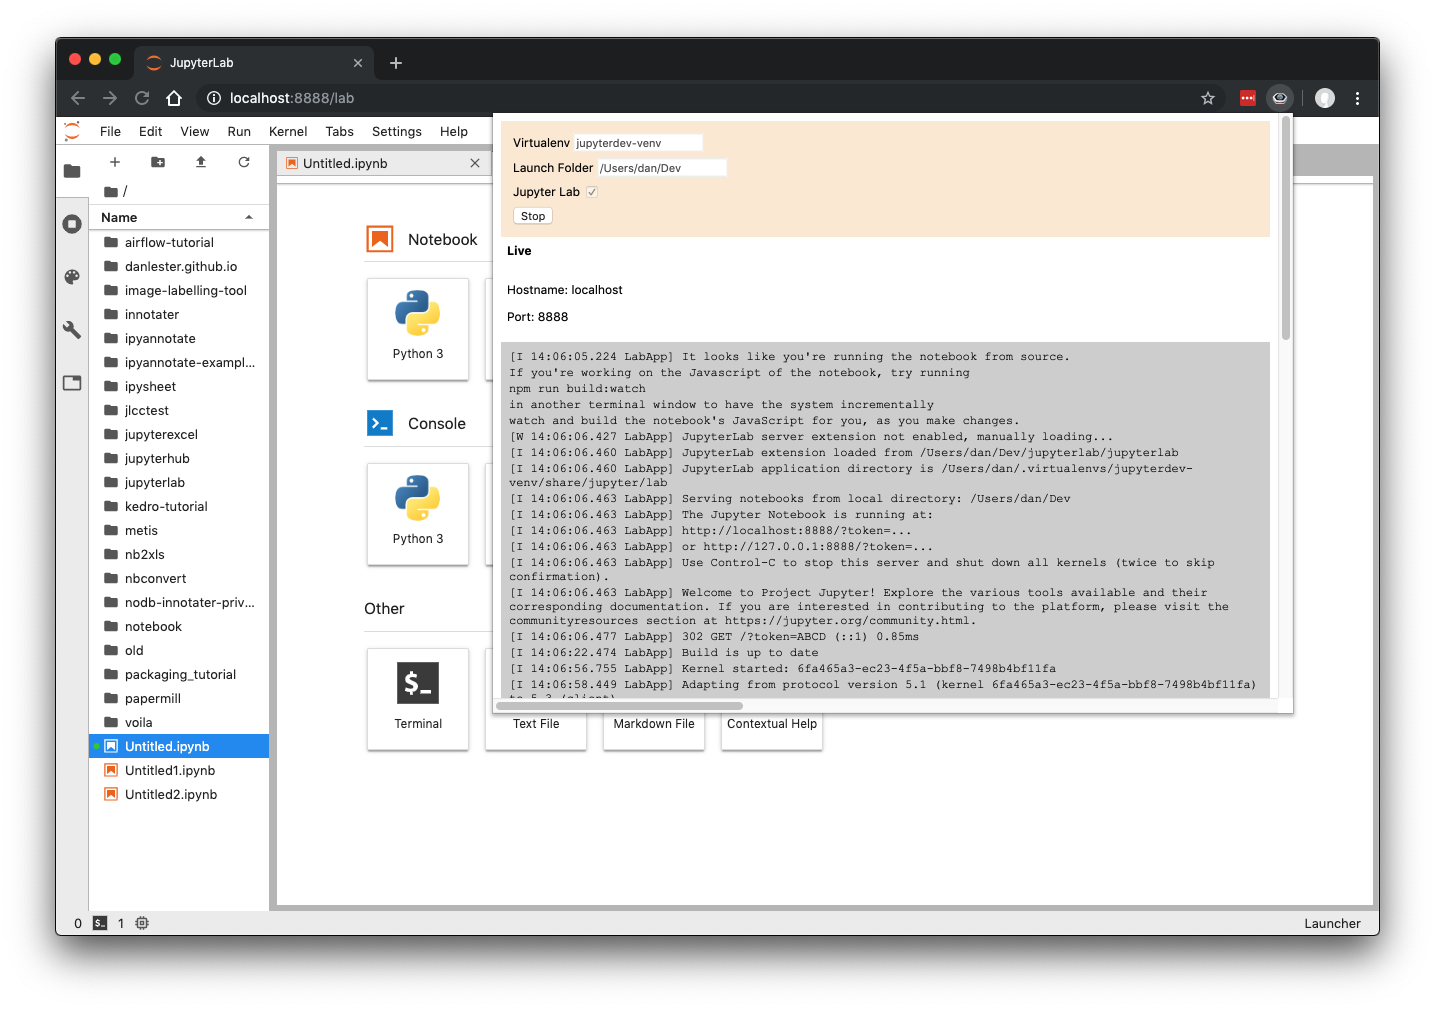 JupyterLab
localhost:8888/lab
File Edit View Run Kernel Tabs Settings Help
/
Name
airflow-tutorial
danlester.github.io
image-labelling-tool
innotater
ipyannotate
ipyannotate-exampl...
ipysheet
jlcctest
jupyterexcel
jupyterhub
jupyterlab
kedro-tutorial
metis
nb2xls
nbconvert
nodb-innotater-priv...
notebook
old
packaging_tutorial
papermill
voila
Untitled.ipynb
Untitled1.ipynb
Untitled2.ipynb
Untitled.ipynb
Notebook
Python 3
Console
Python 3
Other
$_
Terminal
Text File
Markdown File
Contextual Help
Virtualenv jupyterdev-venv
Launch Folder /Users/dan/Dev
Jupyter Lab
Stop
Live
Hostname: localhost
Port: 8888
[I 14:06:05.224 LabApp] It looks like you're running the notebook from source.
If you're working on the Javascript of the notebook, try running
npm run build:watch
in another terminal window to have the system incrementally
watch and build the notebook's JavaScript for you, as you make changes.
[W 14:06:06.427 LabApp] JupyterLab server extension not enabled, manually loading...
[I 14:06:06.460 LabApp] JupyterLab extension loaded from /Users/dan/Dev/jupyterlab/jupyterlab
[I 14:06:06.460 LabApp] JupyterLab application directory is /Users/dan/.virtualenvs/jupyterdev-
venv/share/jupyter/lab
[I 14:06:06.463 LabApp] Serving notebooks from local directory: /Users/dan/Dev
[I 14:06:06.463 LabApp] The Jupyter Notebook is running at:
[I 14:06:06.463 LabApp] http://localhost:8888/?token=...
[I 14:06:06.463 LabApp] or http://127.0.0.1:8888/?token=...
[I 14:06:06.463 LabApp] Use Control-C to stop this server and shut down all kernels (twice to skip
confirmation).
[I 14:06:06.463 LabApp] Welcome to Project Jupyter! Explore the various tools available and their
corresponding documentation. If you are interested in contributing to the platform, please visit the
communityresources section at https://jupyter.org/community.html.
[I 14:06:06.477 LabApp] 302 GET /?token=ABCD (::1) 0.85ms
[I 14:06:22.474 LabApp] Build is up to date
[I 14:06:56.755 LabApp] Kernel started: 6fa465a3-ec23-4f5a-bbf8-7498b4bf11fa
[I 14:06:58.449 LabApp] Adapting from protocol version 5.1 (kernel 6fa465a3-ec23-4f5a-bbf8-7498b4bf11fa)
to 5.3 (client)
0 $_ 1
Launcher